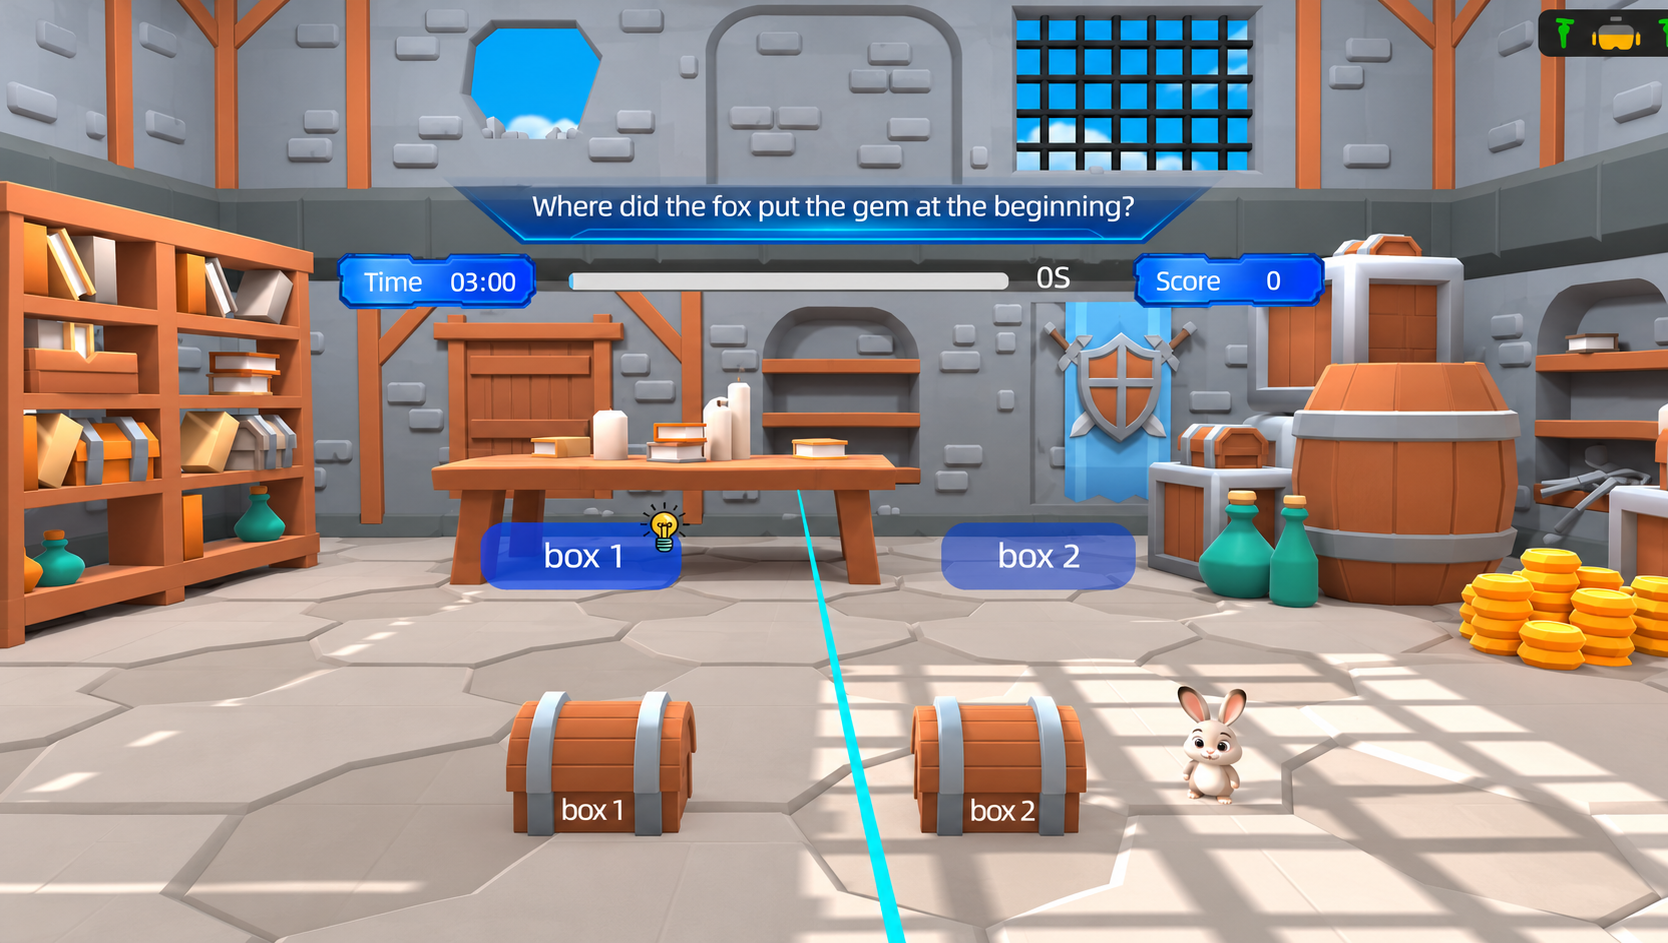 Where did the fox put the gem at the beginning?
Time 03:00
0S
Score 0
box 1
box 2
box 1
box 2